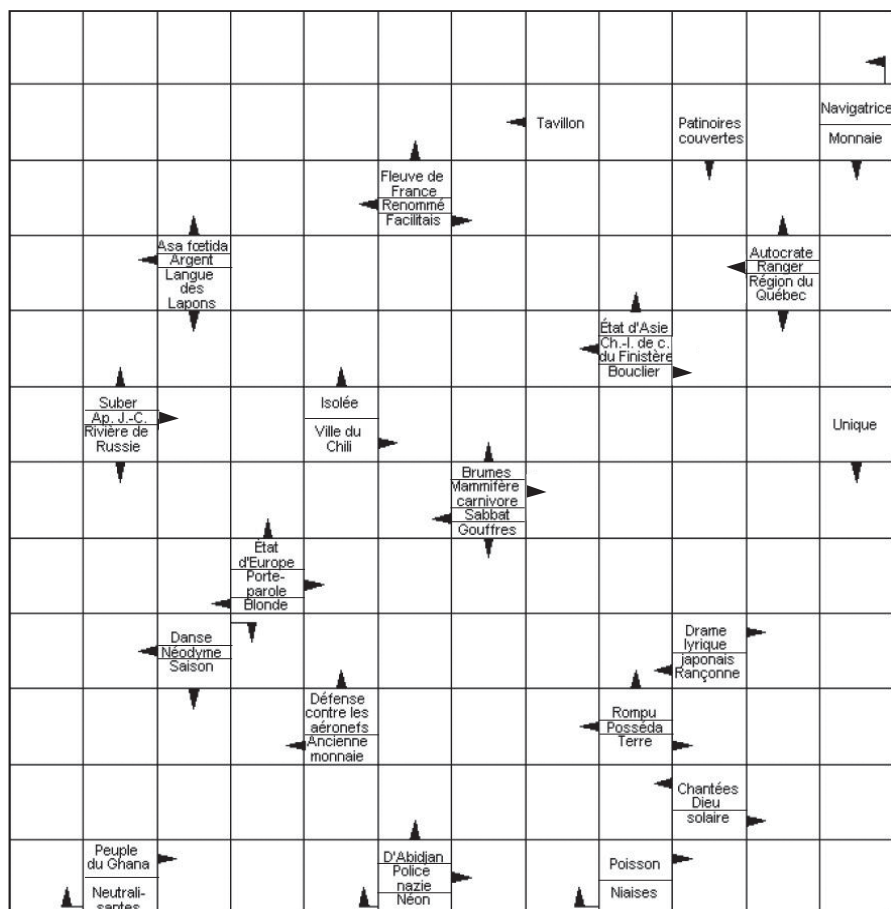 Tavillon
Patinoires
couvertes
Navigatrice
Monnaie
Fleuve de
France
Renommé
Facilitais
Asa fœtida
Argent
Langue
des
Lapons
Autocrate
Ranger
Région du
Québec
État d'Asie
Ch.-l. de c.
du Finistère
Bouclier
Suber
Ap. J.-C.
Rivière de
Russie
Isolée
Ville du
Chili
Unique
Brumes
Mammifère
carnivore
Sabbat
Gouffres
État
d'Europe
Porte-
parole
Blonde
Danse
Néodyme
Saison
Drame
lyrique
japonais
Rançonne
Défense
contre les
aéronefs
Ancienne
monnaie
Rompu
Posséda
Terre
Chantées
Dieu
solaire
Peuple
du Ghana
Neutrali-
santes
D'Abidjan
Police
nazie
Néon
Poisson
Niaises